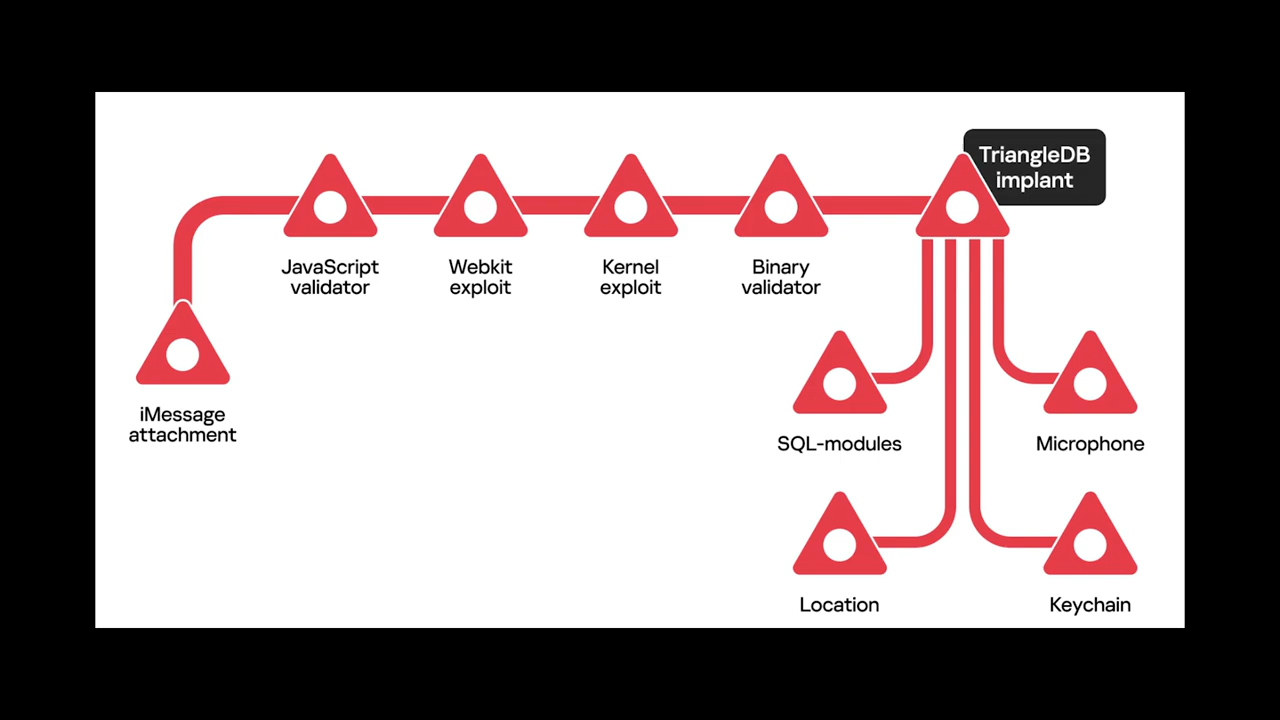 TriangleDB
implant
JavaScript
validator
Webkit
exploit
Kernel
exploit
Binary
validator
iMessage
attachment
SQL-modules
Microphone
Location
Keychain